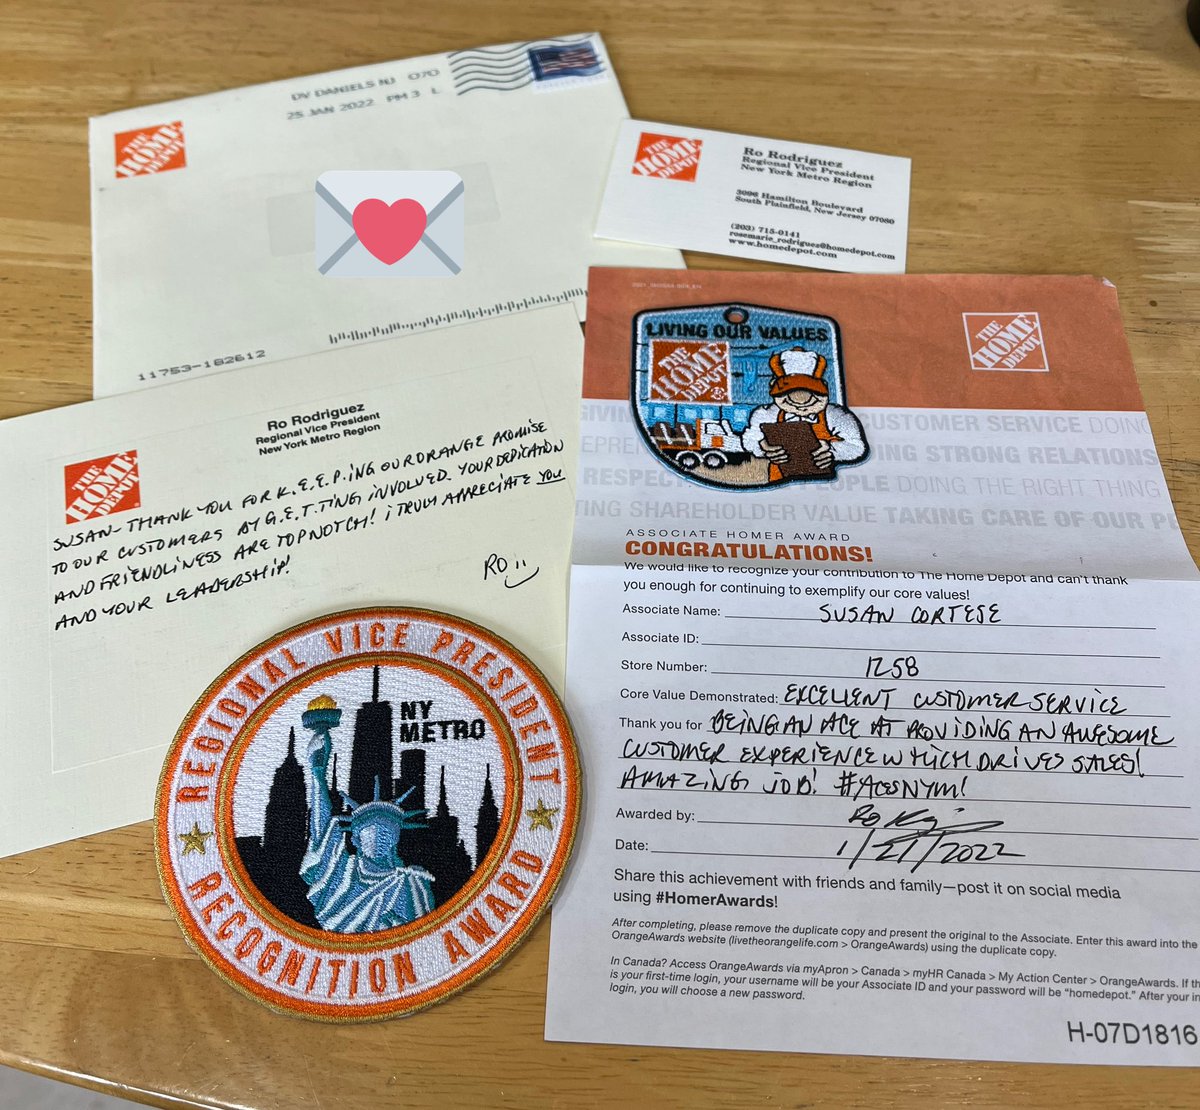 DV DANIELS NJ 070
25 JAN 2022 PM 3 L
THE
HOME
DEPOT
11753-182612
THE
HOME
DEPOT
Ro Rodriguez
Regional Vice President
New York Metro Region
3096 Hamilton Boulevard
South Plainfield, New Jersey 07080
(203) 715-0141
rosemarie_rodriguez@homedepot.com
www.homedepot.com
Ro Rodriguez
Regional Vice President
New York Metro Region
THE
HOME
DEPOT
SUSAN- THANK YOU FOR K.E.E.P.ING OUR ORANGE PROMISE
TO OUR CUSTOMERS BY G.E.T.TING INVOLVED. YOUR DEDICATION
AND FRIENDLINESS ARE TOP NOTCH! I TRULY APPRECIATE YOU
AND YOUR LEADERSHIP!
RO
REGIONAL VICE PRESIDENT
NY
METRO
RECOGNITION AWARD
LIVING OUR VALUES
THE
HOME
DEPOT
THE
HOME
DEPOT
GIVIN CUSTOMER SERVICE DOING
EPREN ING STRONG RELATIONS
RESPECT PEOPLE DOING THE RIGHT THING
TING SHAREHOLDER VALUE TAKING CARE OF OUR PE
ASSOCIATE HOMER AWARD
CONGRATULATIONS!
We would like to recognize your contribution to The Home Depot and can't thank
you enough for continuing to exemplify our core values!
Associate Name: SUSAN CORTESE
Associate ID:
Store Number: 1258
Core Value Demonstrated: EXCELLENT CUSTOMER SERVICE
Thank you for: BEING AN ACE AT PROVIDING AN AWESOME
CUSTOMER EXPERIENCE WHICH DRIVES SALES!
AMAZING JOB! #ACESNYM!
Awarded by: Ro
Date: 1/21/2022
Share this achievement with friends and family—post it on social media
using #HomerAwards!
After completing, please remove the duplicate copy and present the original to the Associate. Enter this award into the
OrangeAwards website (livetheorangelife.com > OrangeAwards) using the duplicate copy.
In Canada? Access OrangeAwards via myApron > Canada > myHR Canada > My Action Center > OrangeAwards. If th
is your first-time login, your username will be your Associate ID and your password will be "homedepot." After your in
login, you will choose a new password.
H-07D1816